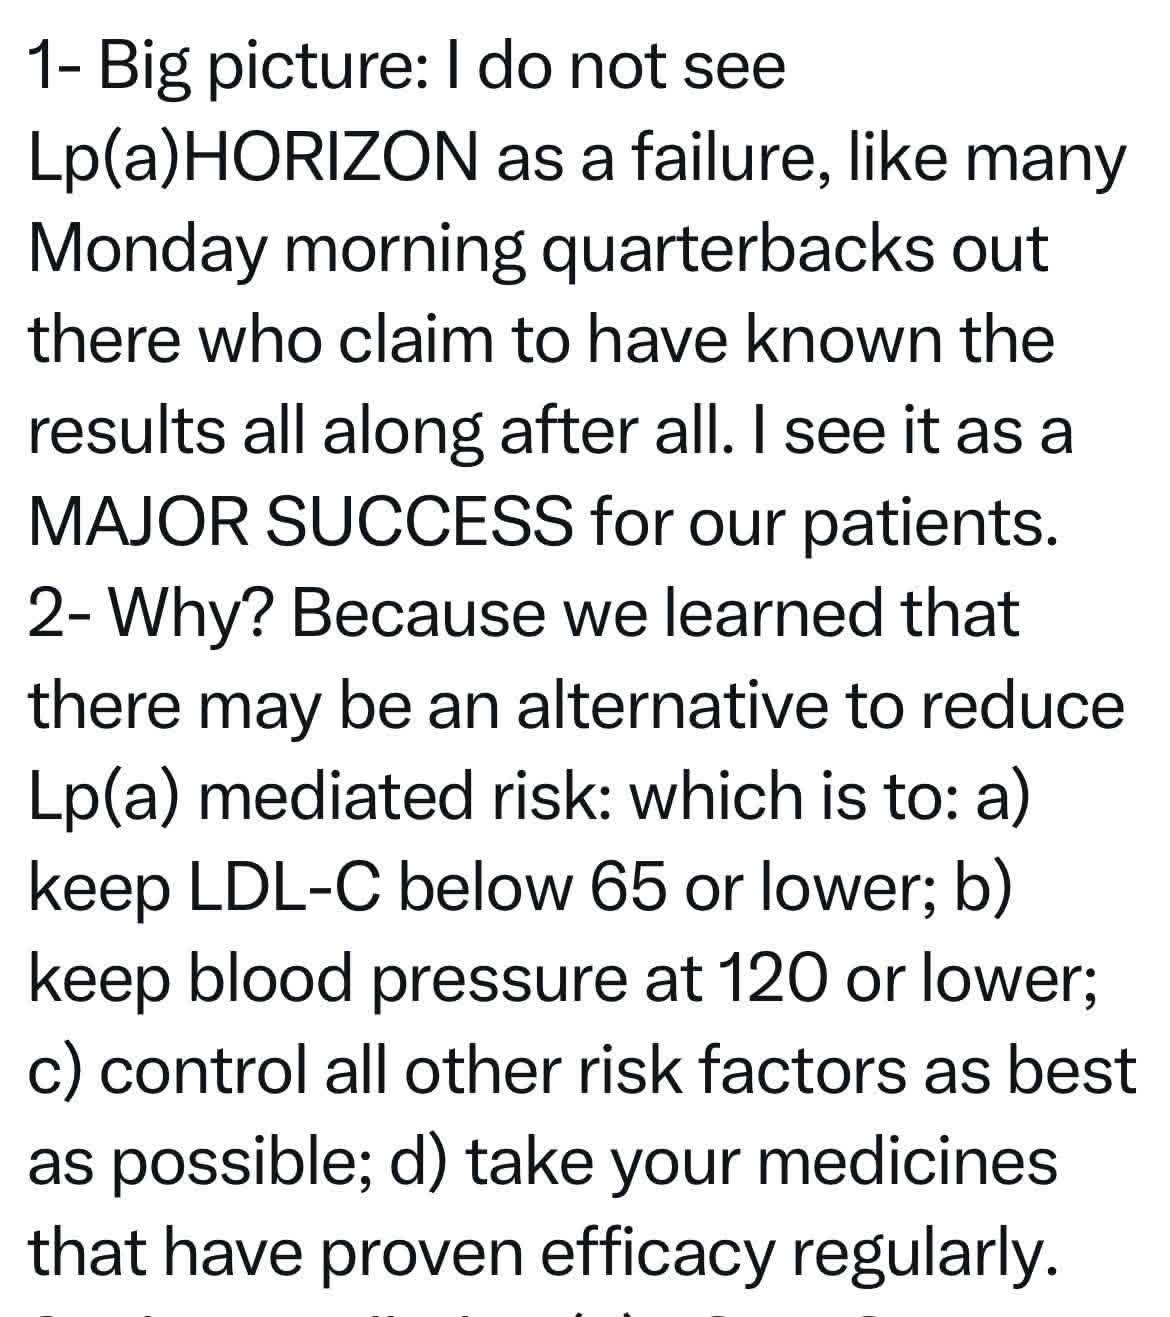 1- Big picture: I do not see
Lp(a)HORIZON as a failure, like many
Monday morning quarterbacks out
there who claim to have known the
results all along after all. I see it as a
MAJOR SUCCESS for our patients.
2- Why? Because we learned that
there may be an alternative to reduce
Lp(a) mediated risk: which is to: a)
keep LDL-C below 65 or lower; b)
keep blood pressure at 120 or lower;
c) control all other risk factors as best
as possible; d) take your medicines
that have proven efficacy regularly.